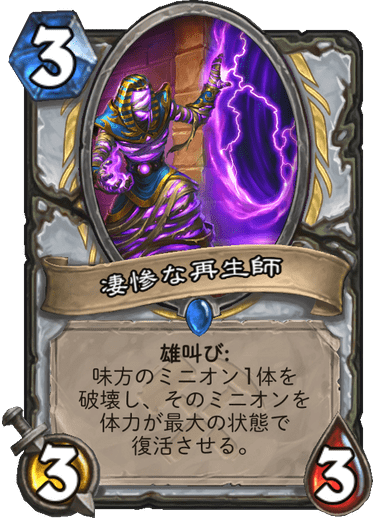 3
凄惨な再生師
雄叫び:
味方のミニオン1体を
破壊し、そのミニオンを
体力が最大の状態で
復活させる。
3
3